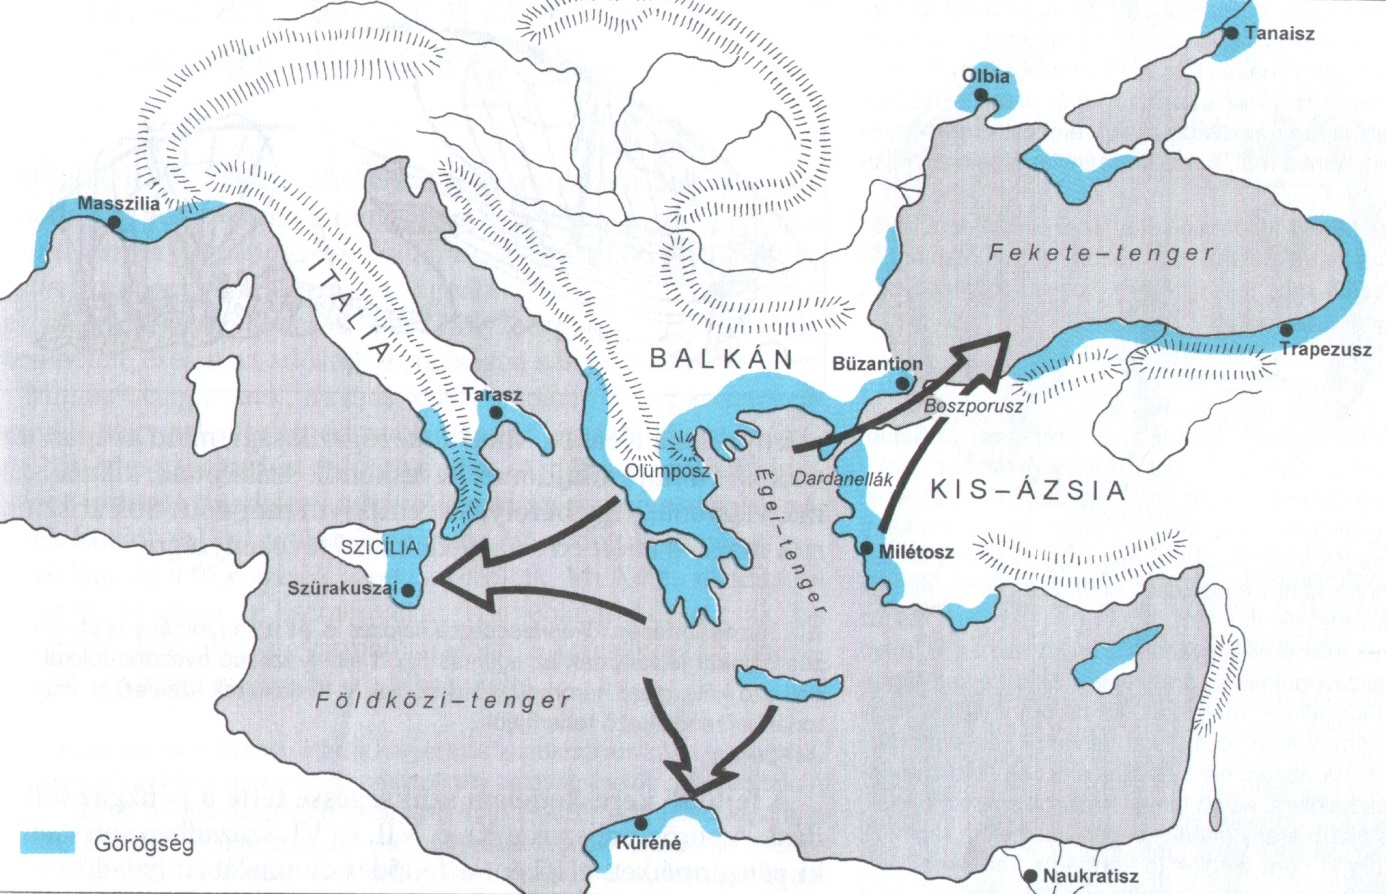 Tanaisz
Olbia
Masszilia
Fekete–tenger
ITÁLIA
BALKÁN
Büzantion
Trapezusz
Tarasz
Boszporusz
Olümposz
Égei–tenger
Dardanellák
KIS–ÁZSIA
SZICÍLIA
Milétosz
Szürakuszai
Földközi–tenger
Görögség
Küréné
Naukratisz